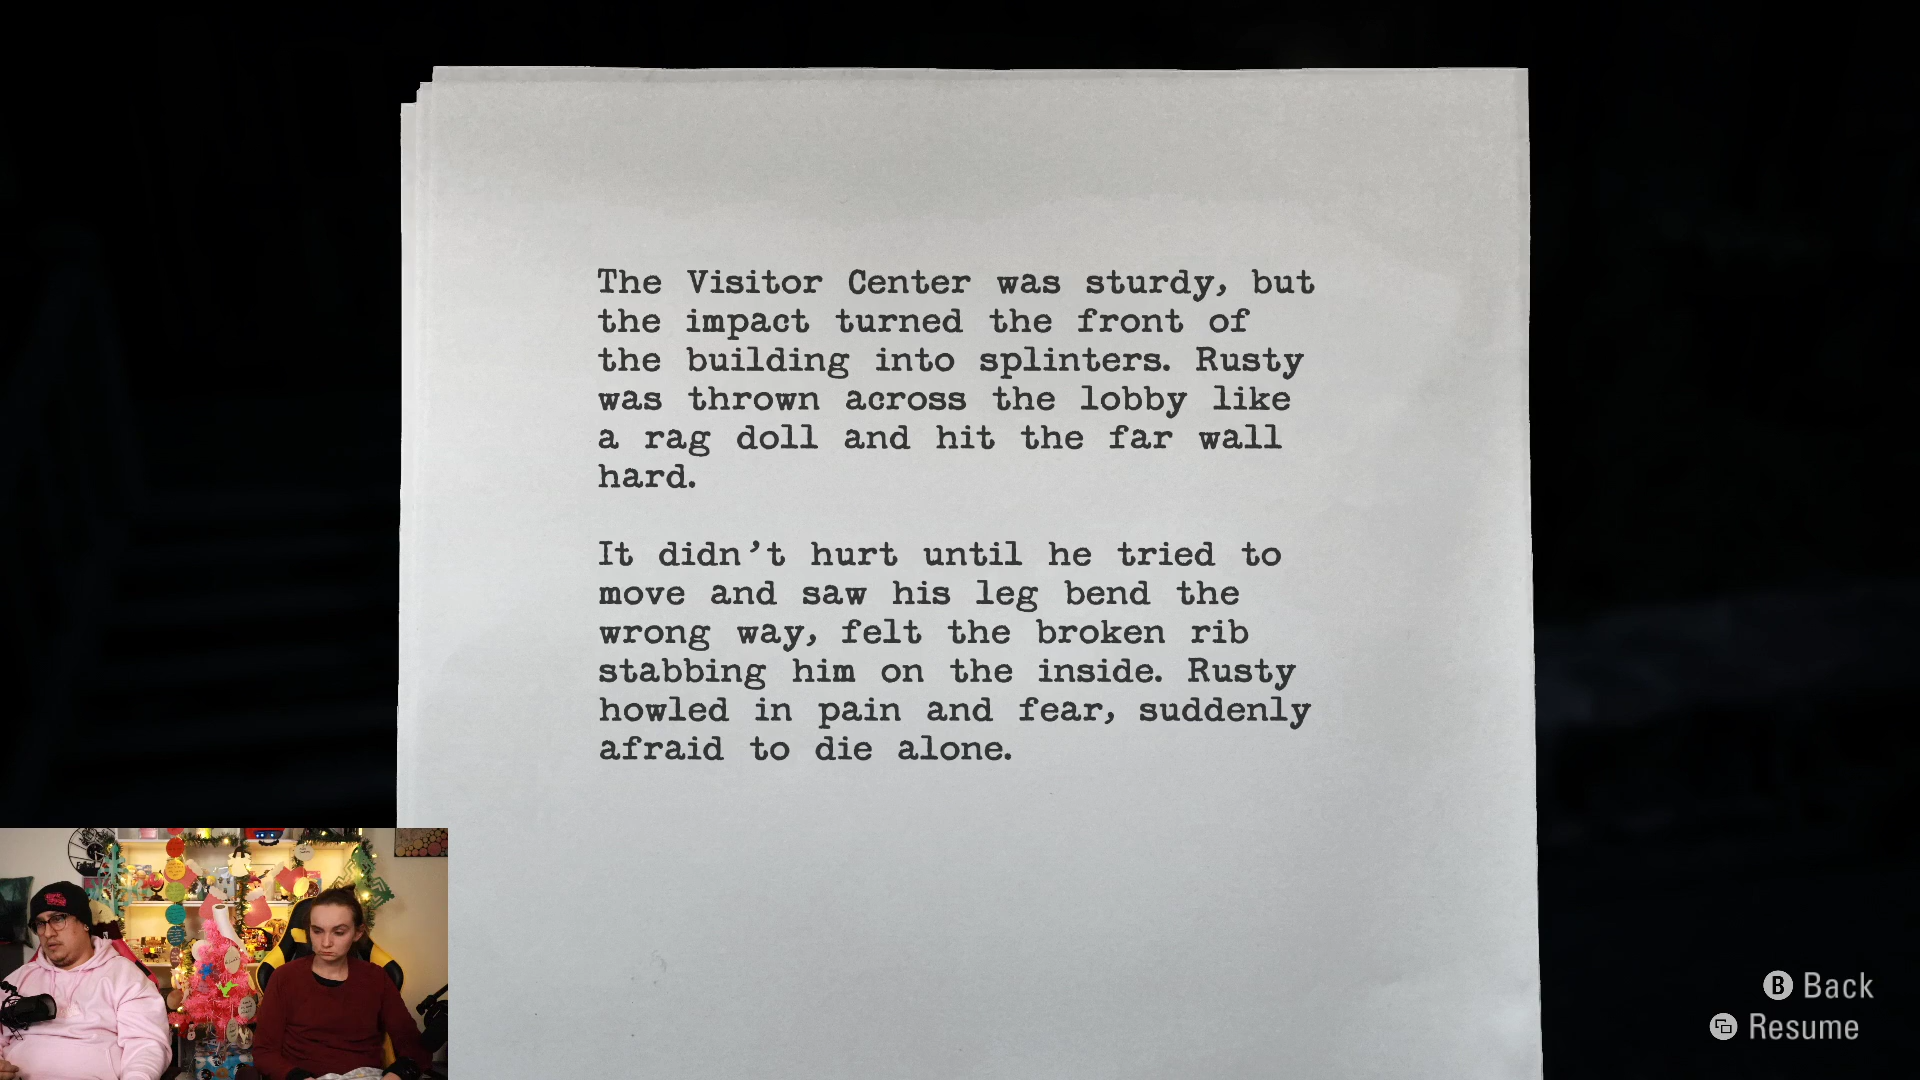 The Visitor Center was sturdy, but
the impact turned the front of
the building into splinters. Rusty
was thrown across the lobby like
a rag doll and hit the far wall
hard.
It didn't hurt until he tried to
move and saw his leg bend the
wrong way, felt the broken rib
stabbing him on the inside. Rusty
howled in pain and fear, suddenly
afraid to die alone.
B Back
Resume